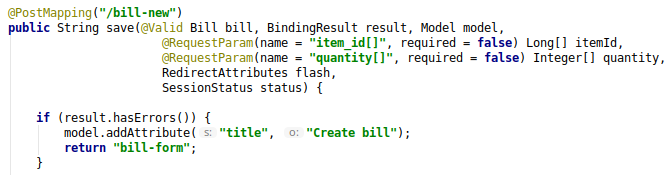 @PostMapping("/bill-new")
public String save(@Valid Bill bill, BindingResult result, Model model,
@RequestParam(name = "item_id[]", required = false) Long[] itemId,
@RequestParam(name = "quantity[]", required = false) Integer[] quantity,
RedirectAttributes flash,
SessionStatus status) {
if (result.hasErrors()) {
model.addAttribute( s: "title", o: "Create bill");
return "bill-form";
}